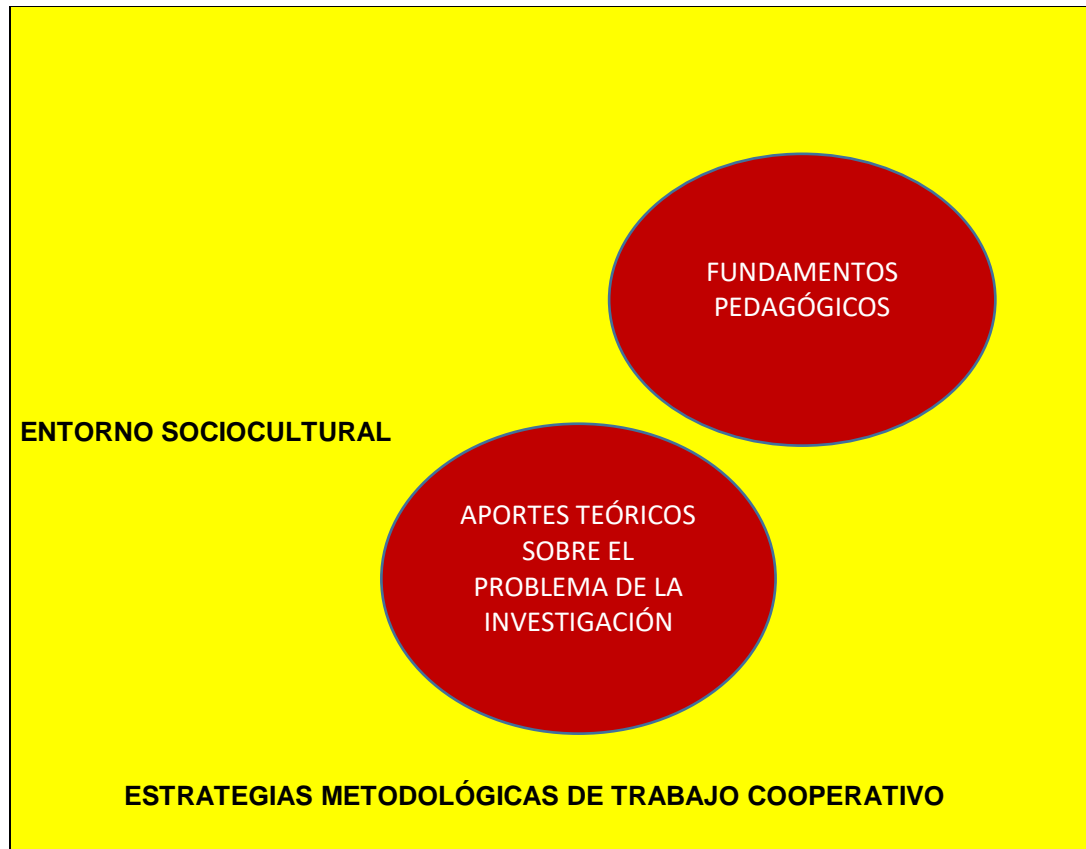 FUNDAMENTOS
PEDAGÓGICOS
ENTORNO SOCIOCULTURAL
APORTES TEÓRICOS
SOBRE EL
PROBLEMA DE LA
INVESTIGACIÓN
ESTRATEGIAS METODOLÓGICAS DE TRABAJO COOPERATIVO